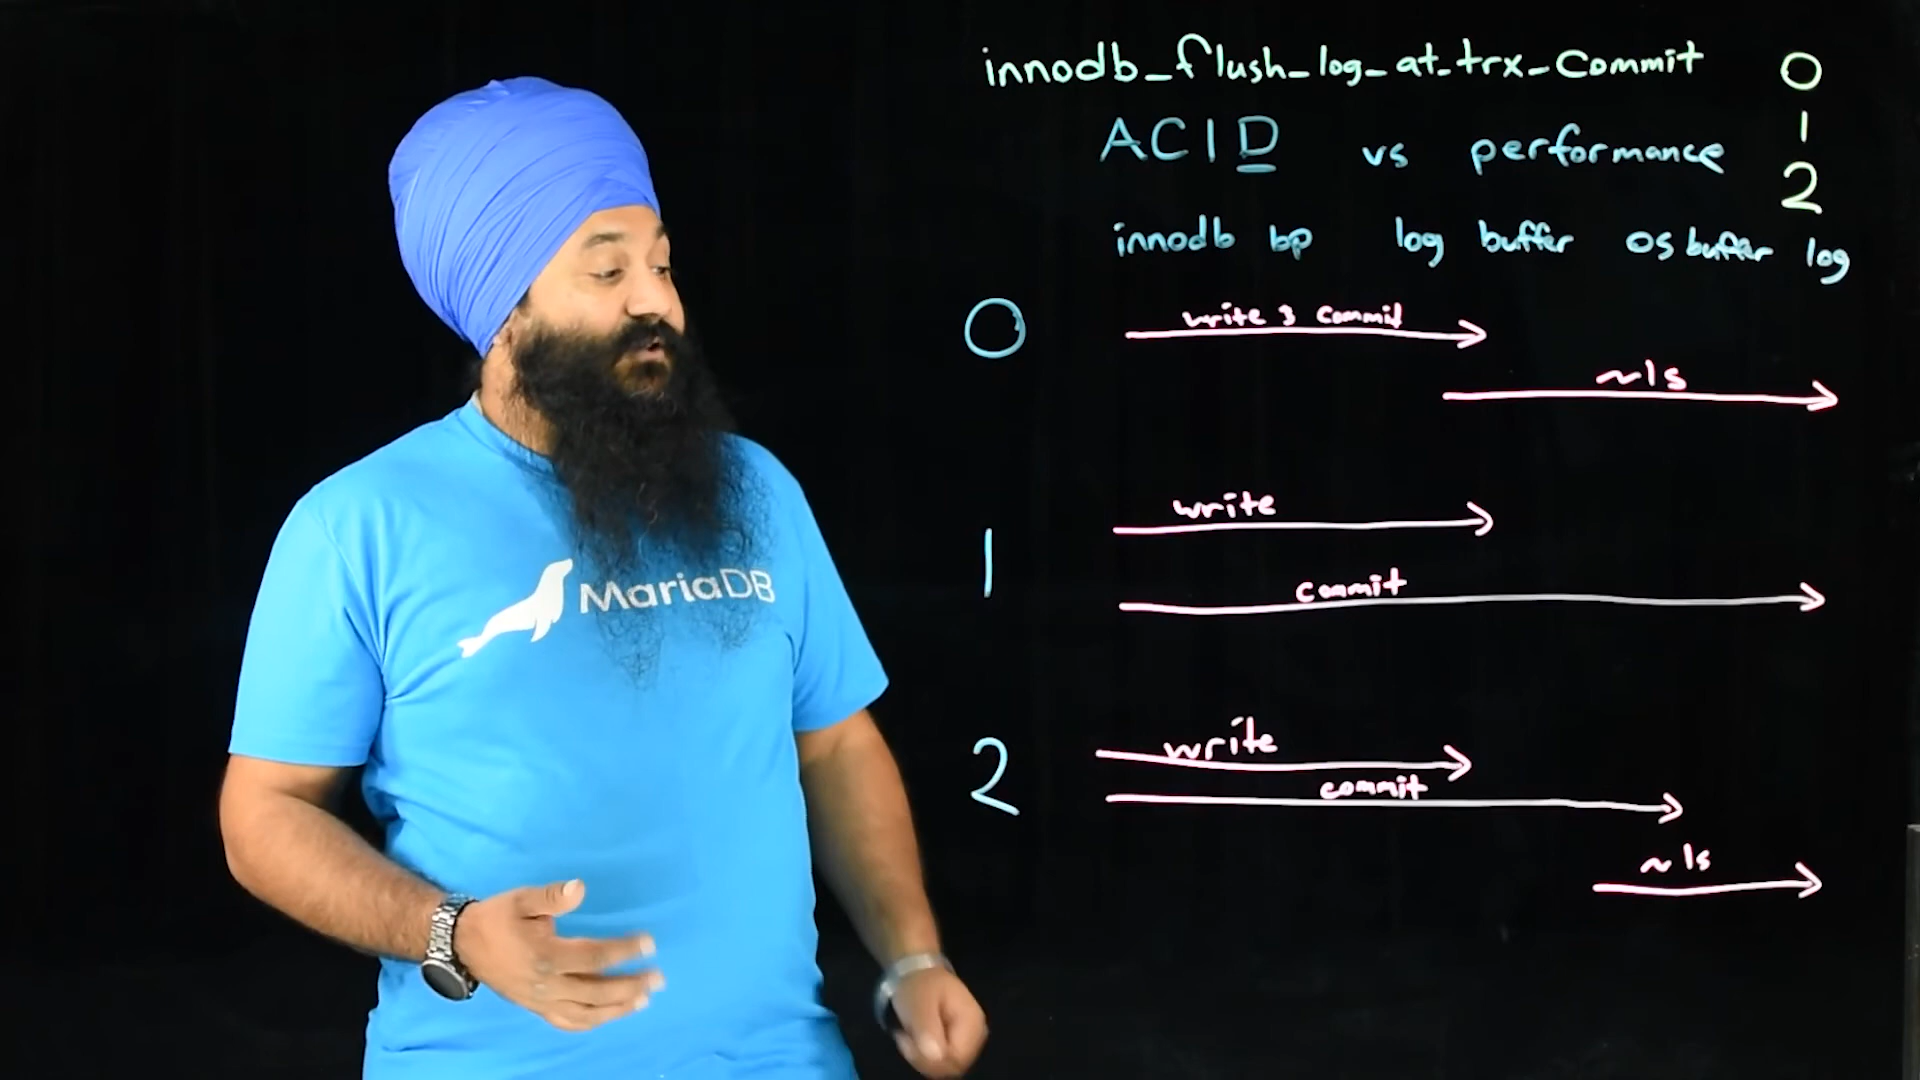 innodb_flush_log_at_trx_commit 0
1
ACID vs performance
2
innodb bp log buffer os buffer log
0
write & commit
~1s
1
write
commit
MariaDB
2
write
commit
~1s